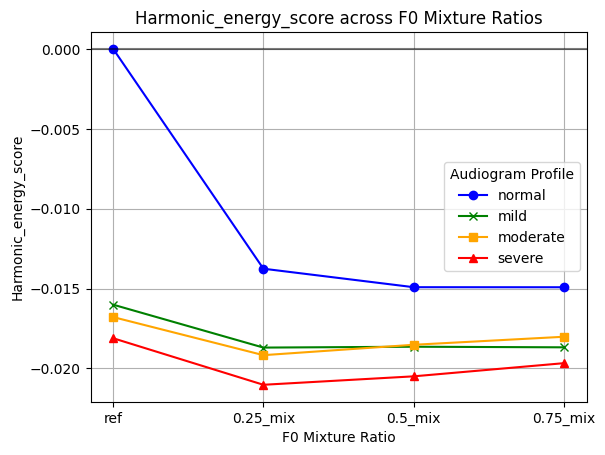 Harmonic_energy_score across F0 Mixture Ratios
0.000
−0.005
−0.010
−0.015
−0.020
Harmonic_energy_score
Audiogram Profile
normal
mild
moderate
severe
ref
0.25_mix
0.5_mix
0.75_mix
F0 Mixture Ratio